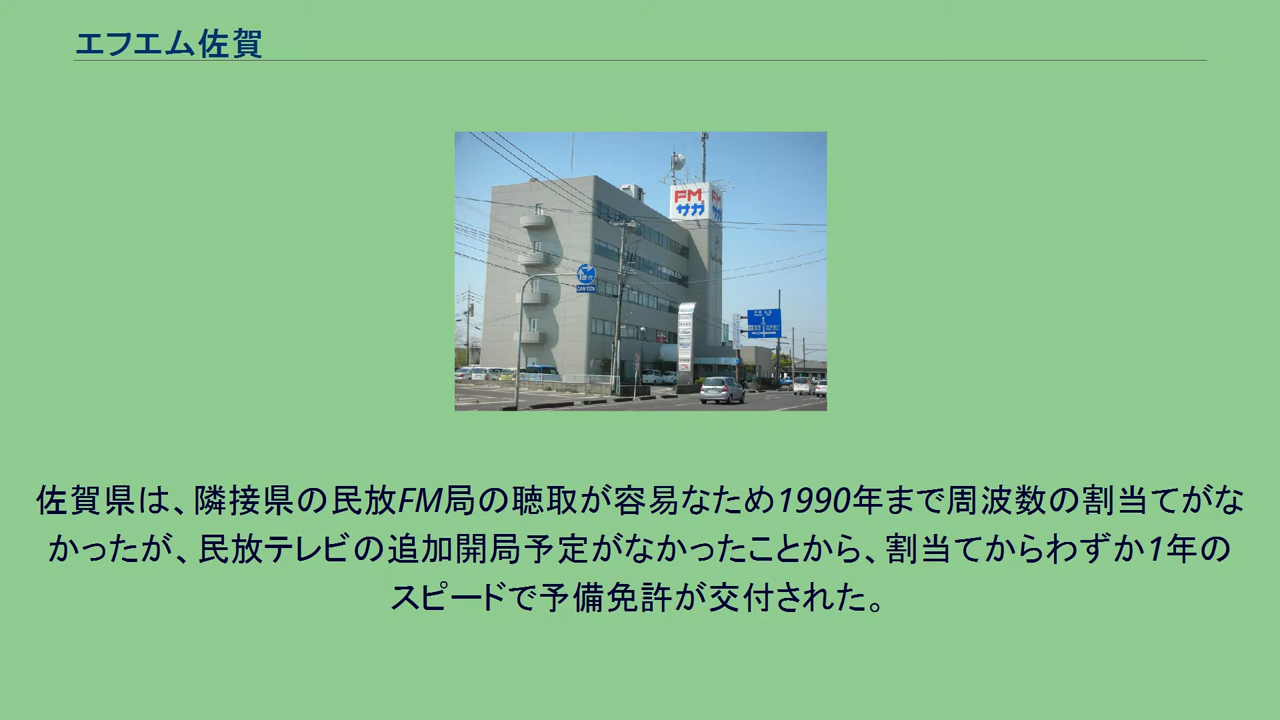 エフエム佐賀
FM
サガ
佐賀県は、隣接県の民放FM局の聴取が容易なため1990年まで周波数の割当てがな
かったが、民放テレビの追加開局予定がなかったことから、割当てからわずか1年の
スピードで予備免許が交付された。